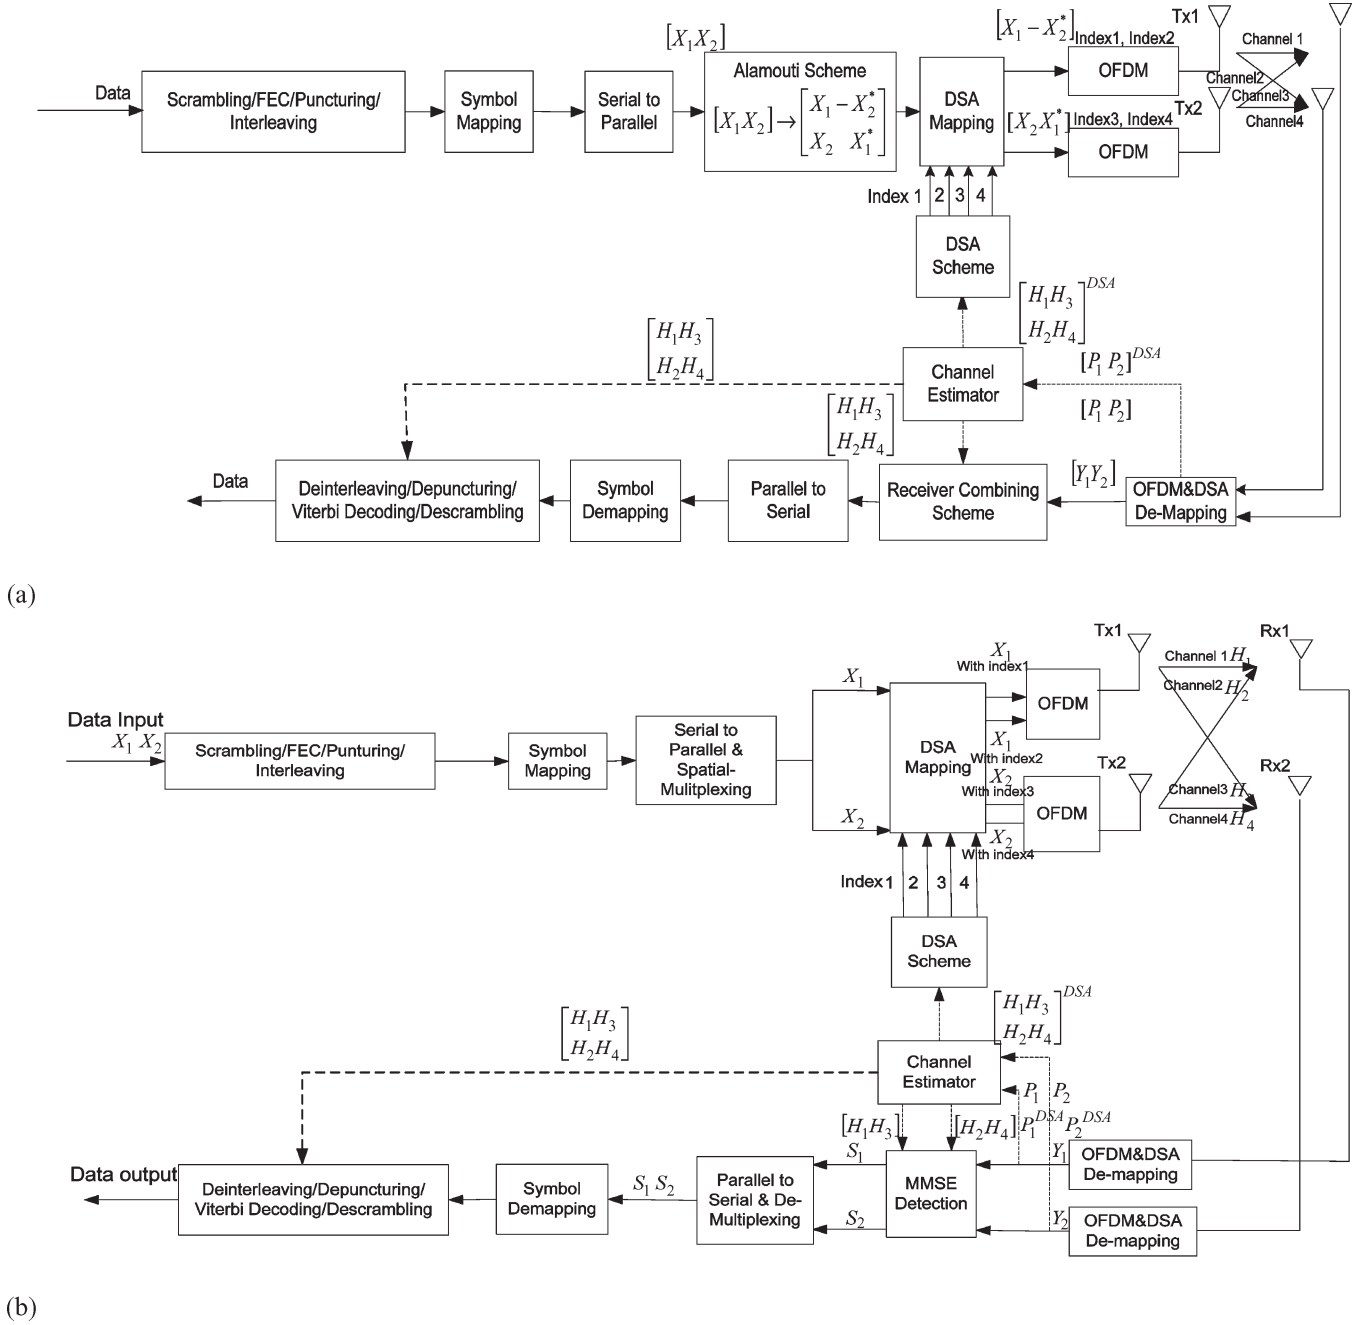 [X₁X₂]
[X₁ − X₂*]
Index1, Index2
Tx1
Channel 1
Data
Scrambling/FEC/Puncturing/
Interleaving
Symbol
Mapping
Serial to
Parallel
Alamouti Scheme
[X₁X₂] → [X₁ − X₂*
X₂ X₁*]
DSA
Mapping
OFDM
Channel2
Channel3
Channel4
Tx2
[X₂X₁*]
Index3, Index4
OFDM
Index 1 2 3 4
DSA
Scheme
[H₁H₃
H₂H₄]
[H₁H₃
H₂H₄]^DSA
Channel
Estimator
[P₁ P₂]^DSA
[P₁ P₂]
[H₁H₃
H₂H₄]
Data
Deinterleaving/Depuncturing/
Viterbi Decoding/Descrambling
Symbol
Demapping
Parallel to
Serial
Receiver Combining
Scheme
[Y₁Y₂]
OFDM&DSA
De-Mapping
(a)
Tx1
Rx1
Channel 1 H₁
Channel2 H₂
X₁
With index1
OFDM
X₁
Data Input
X₁ X₂
Scrambling/FEC/Punturing/
Interleaving
Symbol
Mapping
Serial to
Parallel &
Spatial-
Mulitplexing
DSA
Mapping
X₁
With index2
X₂
With index3
Tx2
Rx2
Channel3 H₃
Channel4 H₄
OFDM
X₂
X₂
With index4
Index 1 2 3 4
DSA
Scheme
[H₁H₃
H₂H₄]
[H₁H₃
H₂H₄]^DSA
Channel
Estimator
P₁ P₂
[H₁H₃]
[H₂H₄]
P₁^DSA P₂^DSA
Data output
Deinterleaving/Depuncturing/
Viterbi Decoding/Descrambling
Symbol
Demapping
S₁ S₂
Parallel to
Serial & De-
Multiplexing
S₁
S₂
MMSE
Detection
Y₁
Y₂
OFDM&DSA
De-mapping
OFDM&DSA
De-mapping
(b)